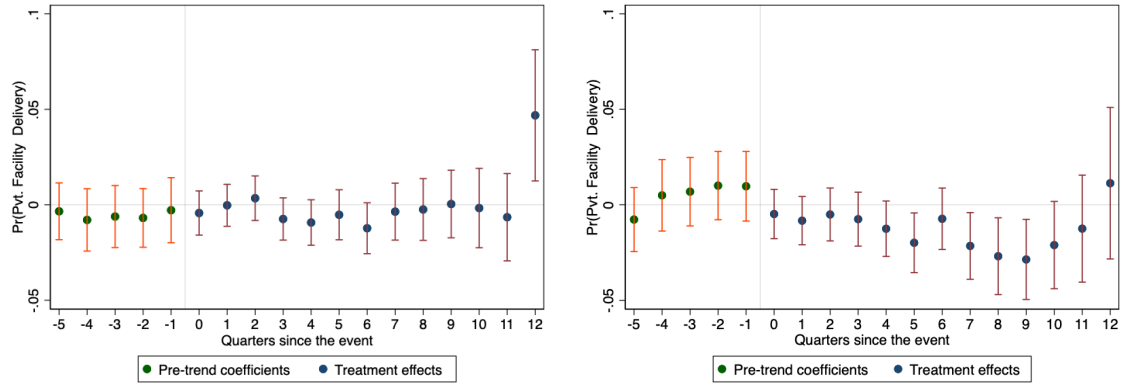 .1
.05
0
-.05
Pr(Pvt. Facility Delivery)
-5 -4 -3 -2 -1 0 1 2 3 4 5 6 7 8 9 10 11 12
Quarters since the event
Pre-trend coefficients Treatment effects
.1
.05
0
-.05
Pr(Pvt. Facility Delivery)
-5 -4 -3 -2 -1 0 1 2 3 4 5 6 7 8 9 10 11 12
Quarters since the event
Pre-trend coefficients Treatment effects